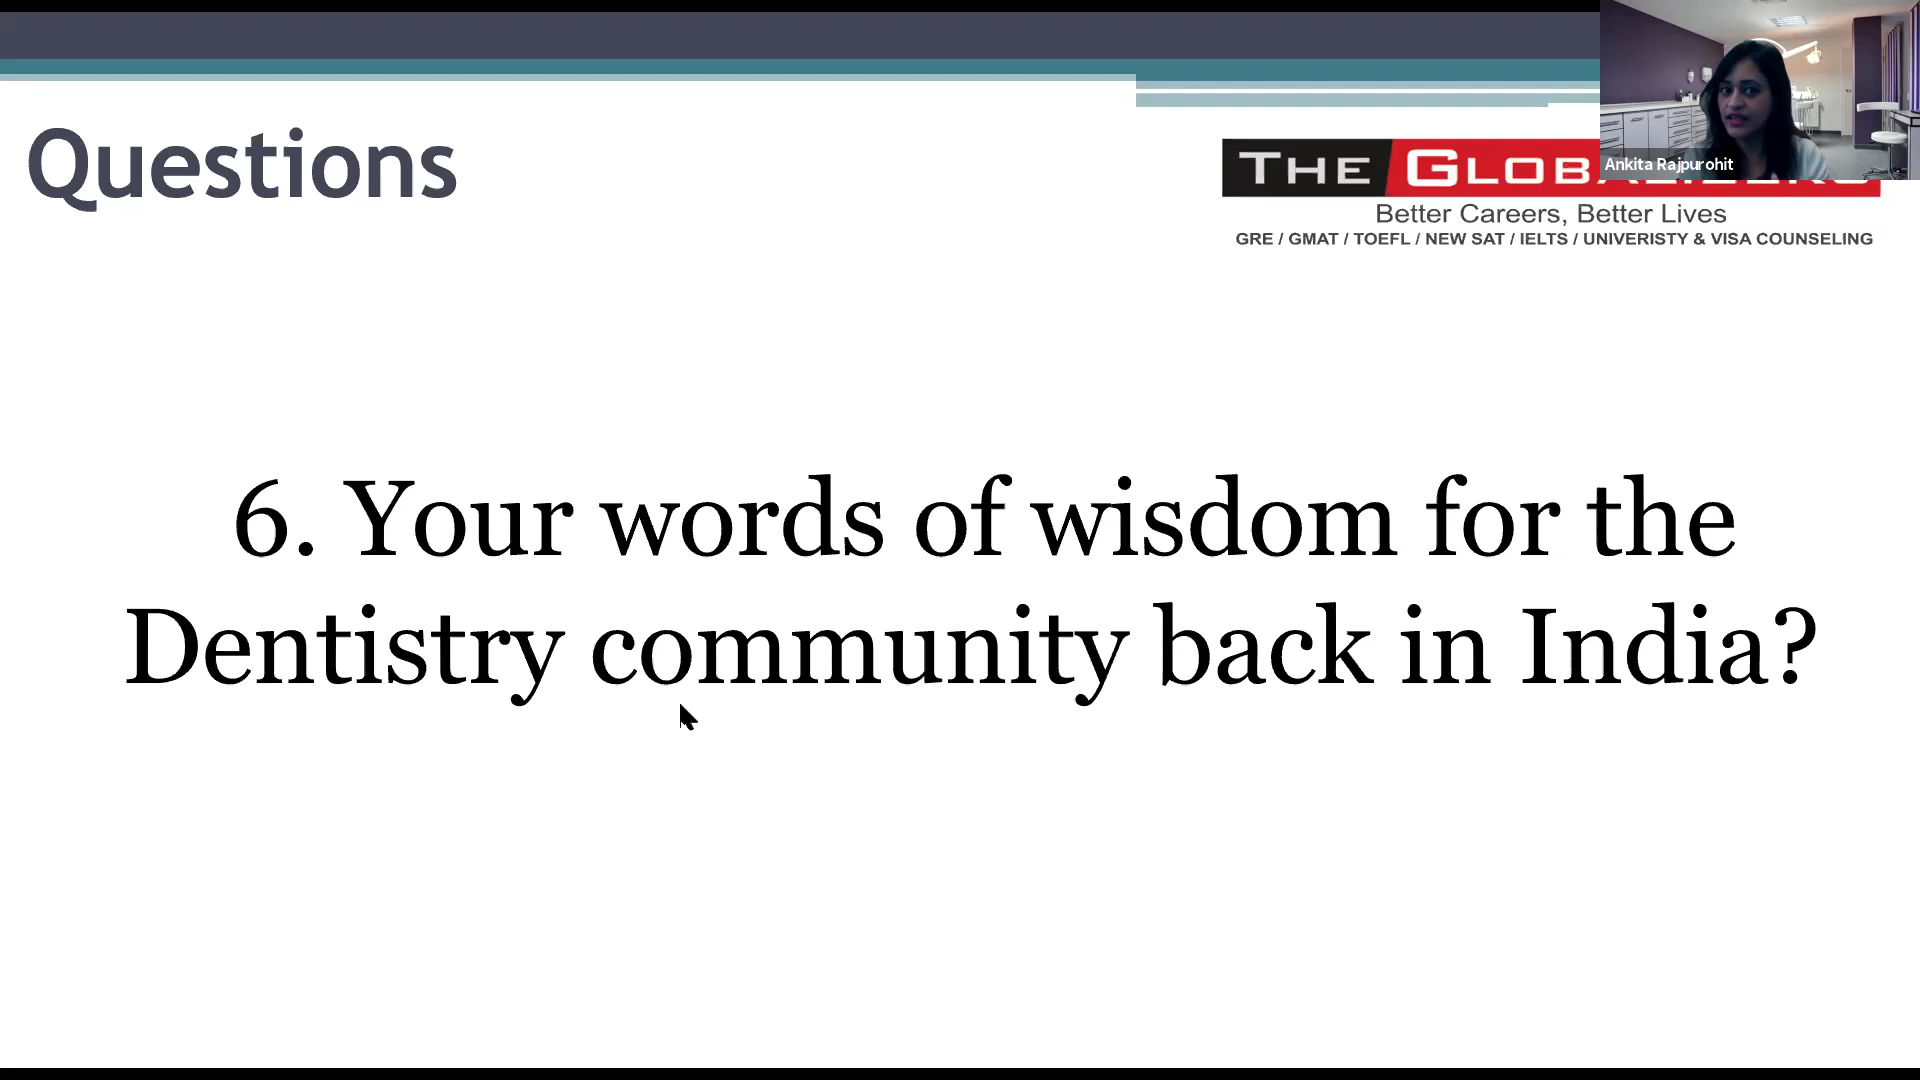 Questions
THE GLOB
Ankita Rajpurohit
Better Careers, Better Lives
GRE / GMAT / TOEFL / NEW SAT / IELTS / UNIVERISTY & VISA COUNSELING
6. Your words of wisdom for the
Dentistry community back in India?